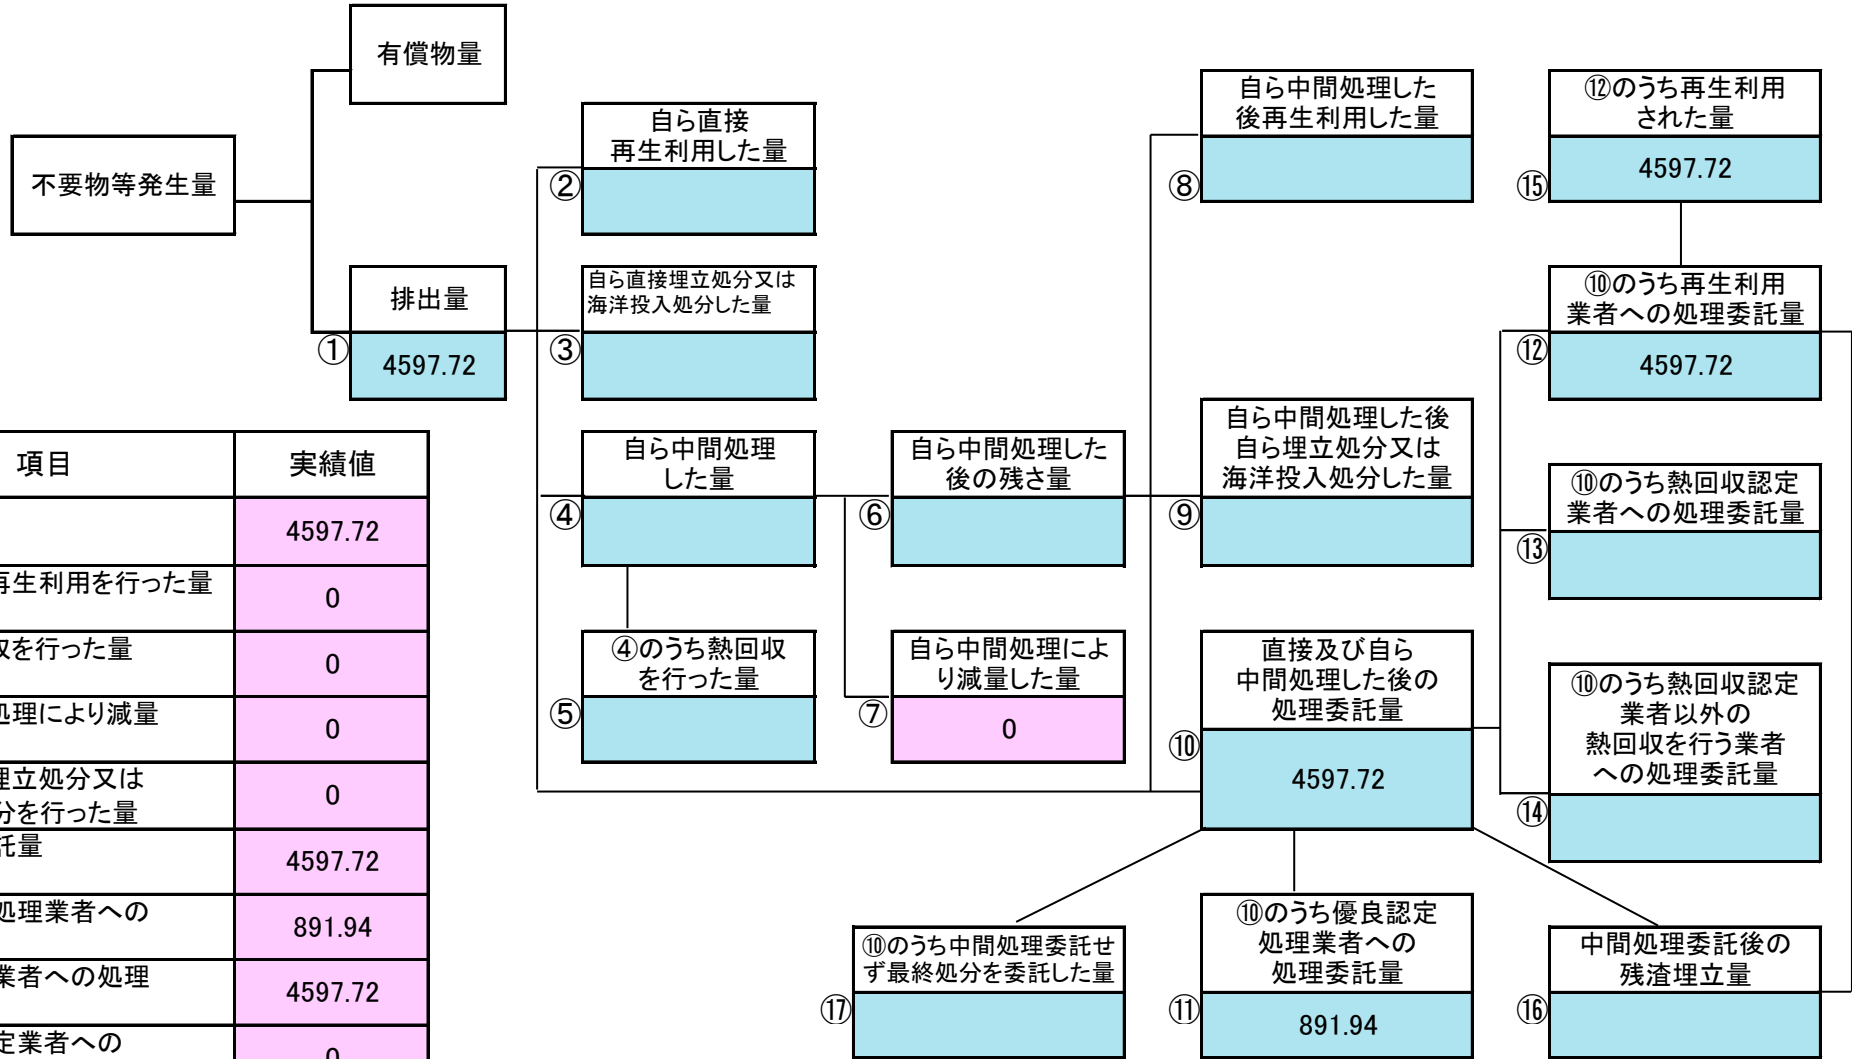 有償物量
不要物等発生量
排出量
①
4597.72
自ら直接
再生利用した量
②
自ら直接埋立処分又は
海洋投入処分した量
③
自ら中間処理
した量
④
④のうち熱回収
を行った量
⑤
自ら中間処理した
後の残さ量
⑥
自ら中間処理によ
り減量した量
⑦
0
自ら中間処理した
後再生利用した量
⑧
自ら中間処理した後
自ら埋立処分又は
海洋投入処分した量
⑨
直接及び自ら
中間処理した後の
処理委託量
⑩
4597.72
⑫のうち再生利用
された量
⑮
4597.72
⑩のうち再生利用
業者への処理委託量
⑫
4597.72
⑩のうち熱回収認定
業者への処理委託量
⑬
⑩のうち熱回収認定
業者以外の
熱回収を行う業者
への処理委託量
⑭
⑩のうち中間処理委託せ
ず最終処分を委託した量
⑰
⑩のうち優良認定
処理業者への
処理委託量
⑪
891.94
中間処理委託後の
残渣埋立量
⑯
項目 実績値
4597.72
再生利用を行った量 0
を行った量 0
処理により減量 0
埋立処分又は
分を行った量 0
託量 4597.72
処理業者への 891.94
業者への処理 4597.72
定業者への 0